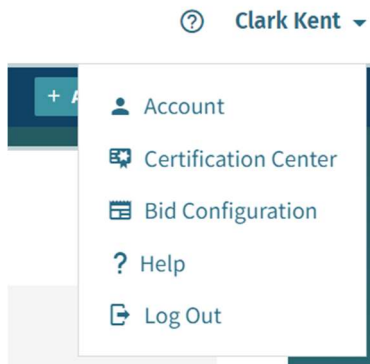 Clark Kent
+ A
Account
Certification Center
Bid Configuration
? Help
Log Out